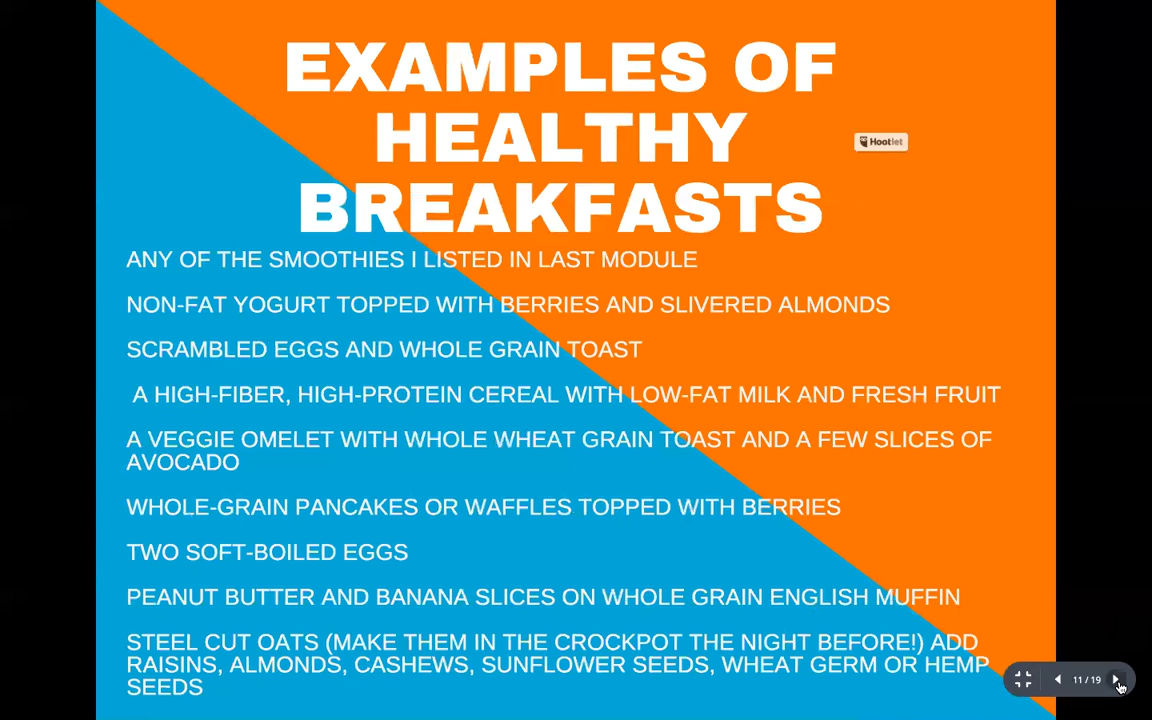 EXAMPLES OF
HEALTHY
BREAKFASTS
Hootlet
ANY OF THE SMOOTHIES I LISTED IN LAST MODULE
NON-FAT YOGURT TOPPED WITH BERRIES AND SLIVERED ALMONDS
SCRAMBLED EGGS AND WHOLE GRAIN TOAST
A HIGH-FIBER, HIGH-PROTEIN CEREAL WITH LOW-FAT MILK AND FRESH FRUIT
A VEGGIE OMELET WITH WHOLE WHEAT GRAIN TOAST AND A FEW SLICES OF
AVOCADO
WHOLE-GRAIN PANCAKES OR WAFFLES TOPPED WITH BERRIES
TWO SOFT-BOILED EGGS
PEANUT BUTTER AND BANANA SLICES ON WHOLE GRAIN ENGLISH MUFFIN
STEEL CUT OATS (MAKE THEM IN THE CROCKPOT THE NIGHT BEFORE!) ADD
RAISINS, ALMONDS, CASHEWS, SUNFLOWER SEEDS, WHEAT GERM OR HEMP
SEEDS
11 / 19